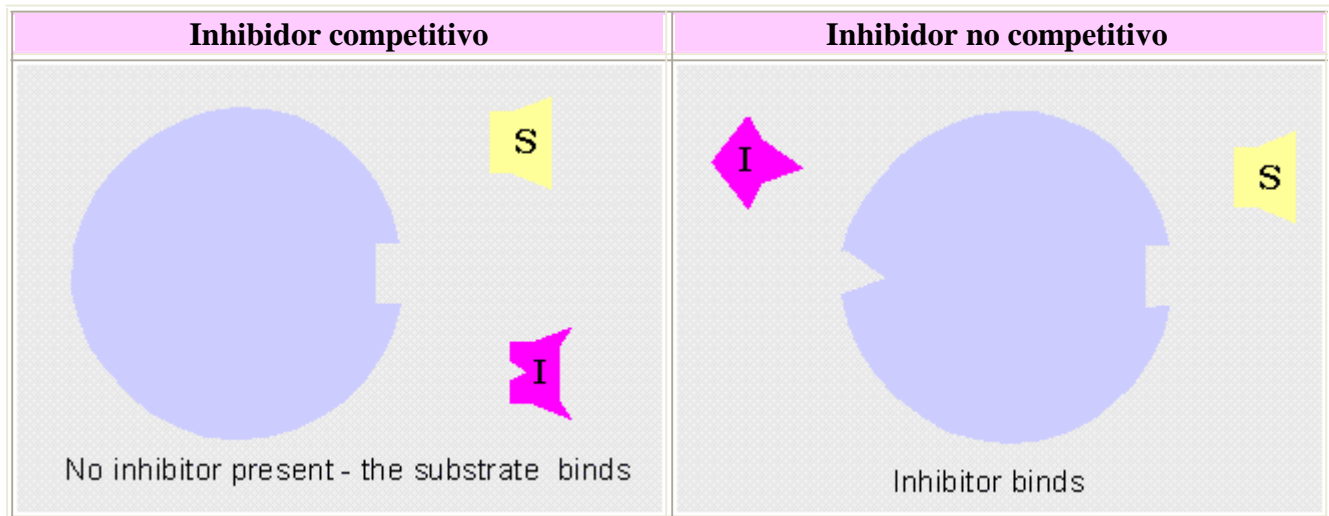 Inhibidor competitivo
Inhibidor no competitivo
S
I
No inhibitor present - the substrate binds
I
S
Inhibitor binds